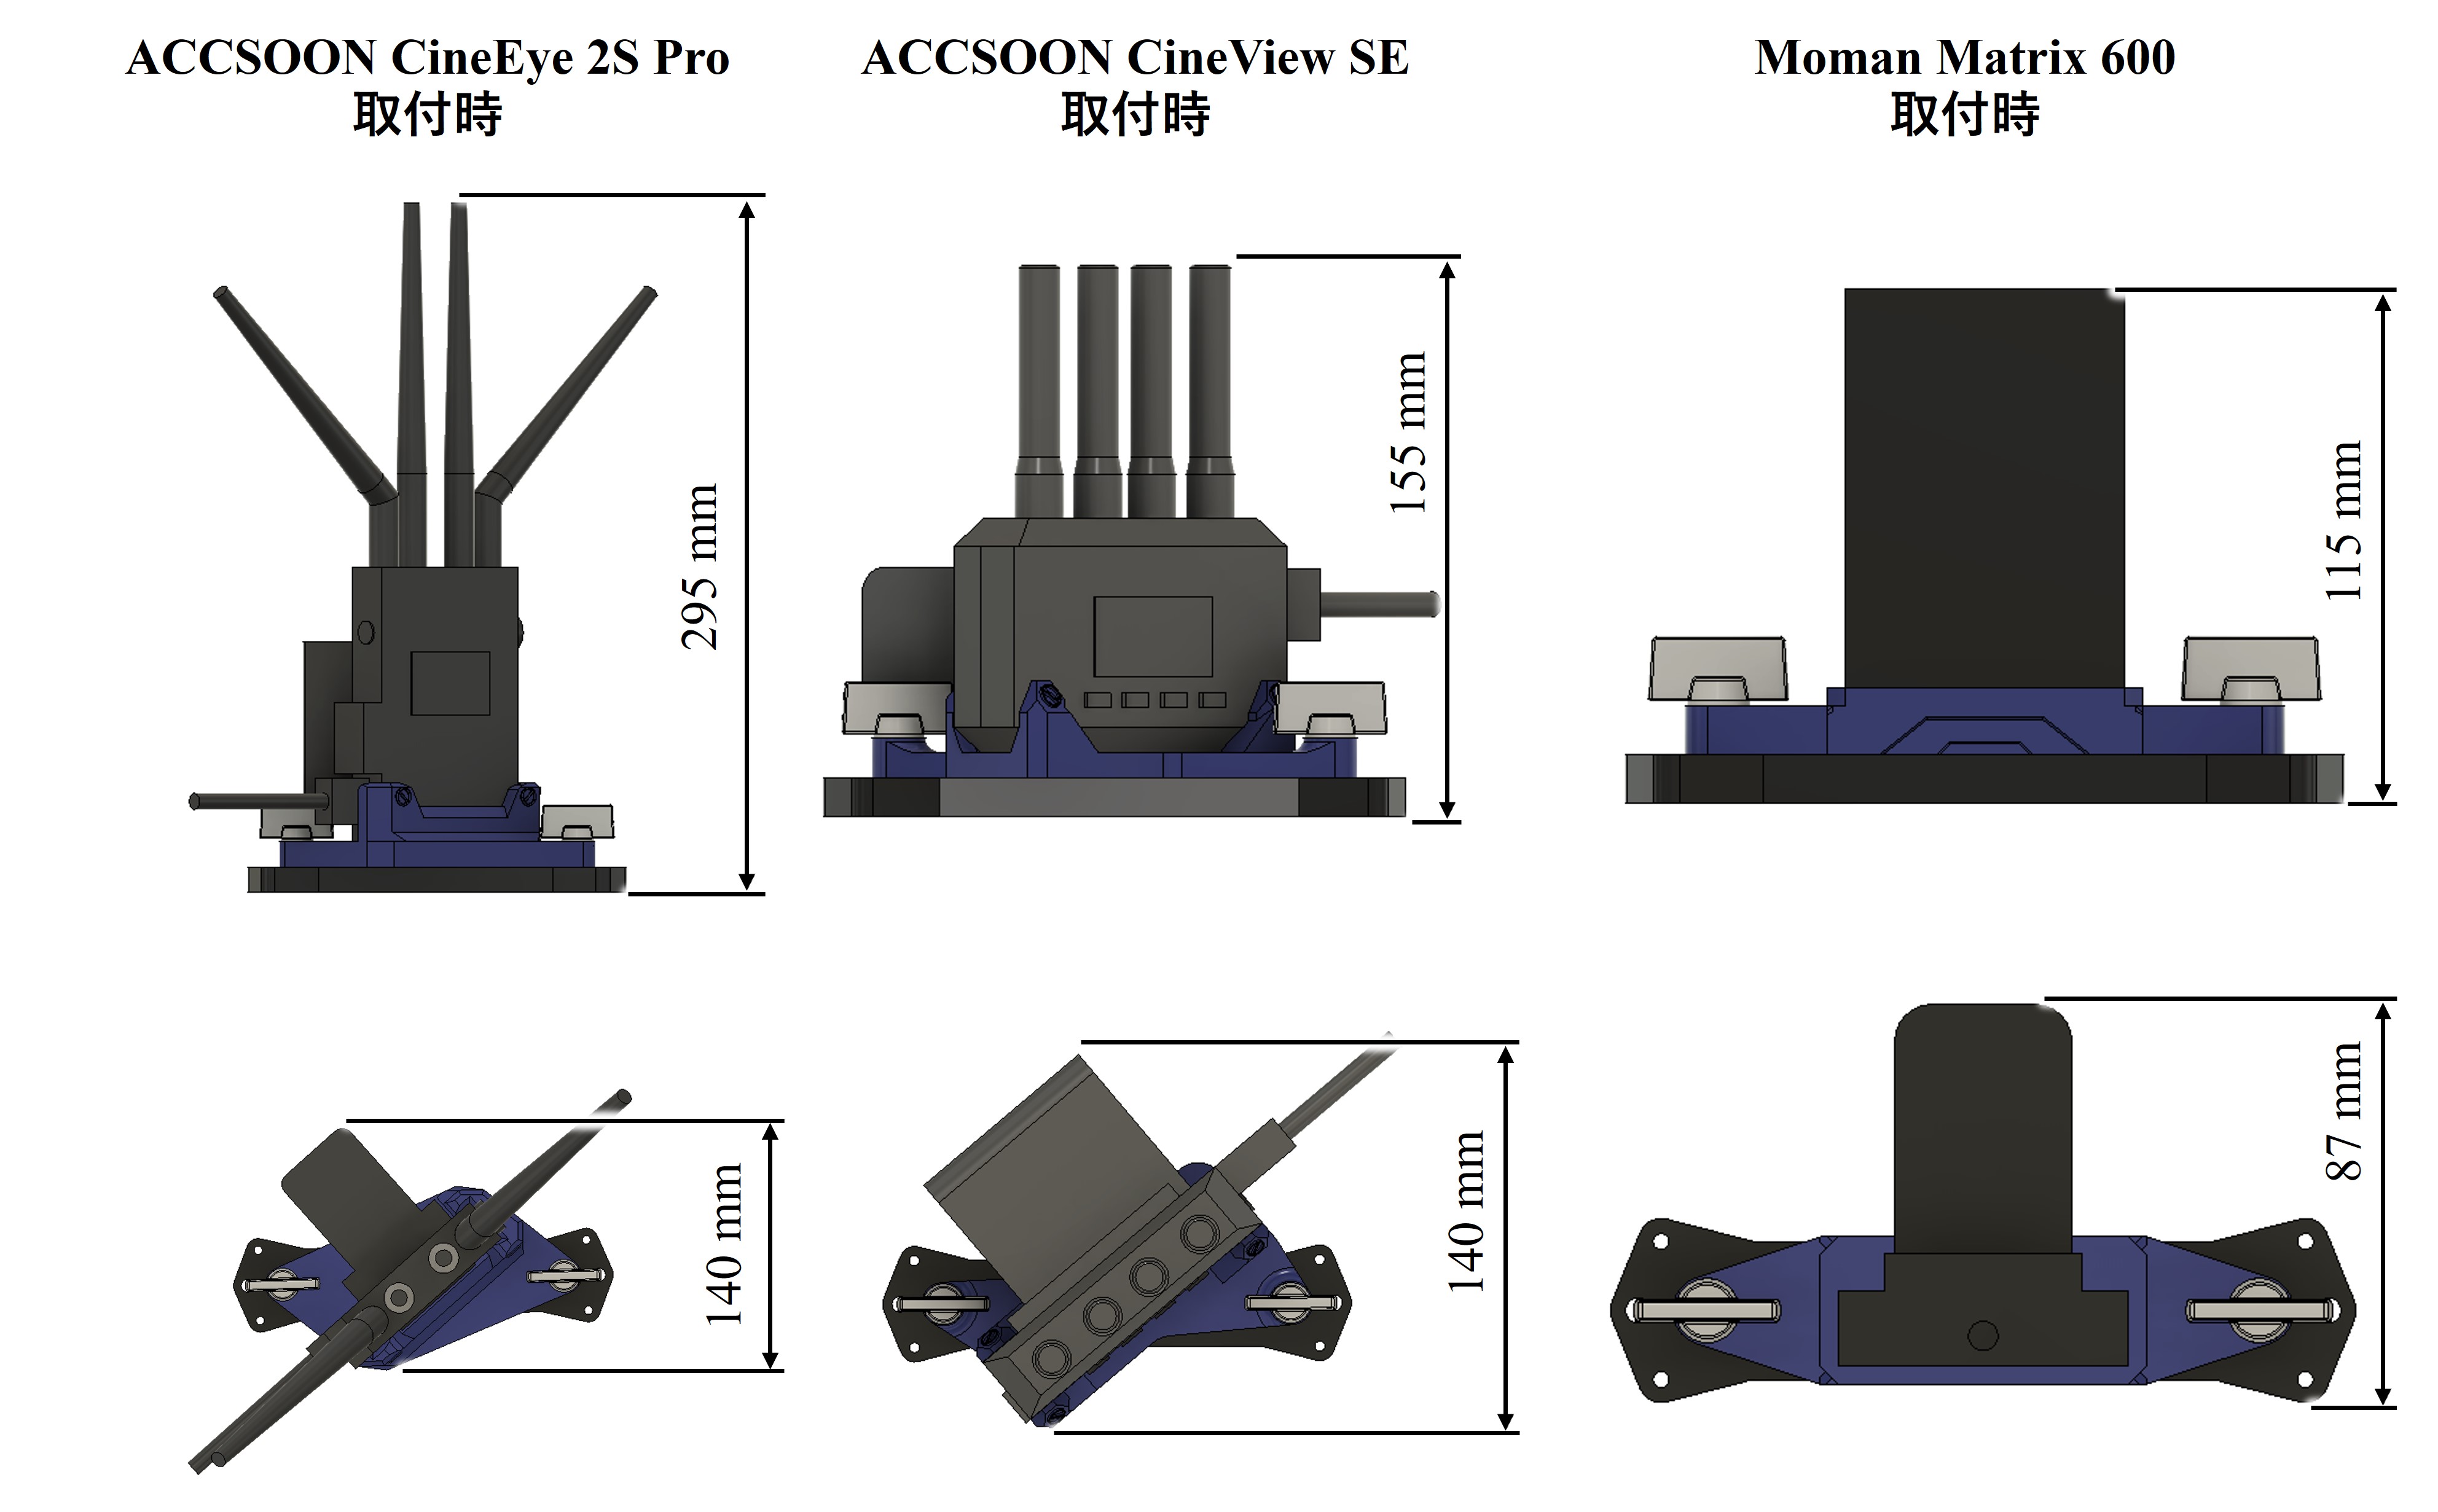 ACCSOON CineEye 2S Pro
取付時
ACCSOON CineView SE
取付時
Moman Matrix 600
取付時
295 mm
155 mm
115 mm
140 mm
140 mm
87 mm